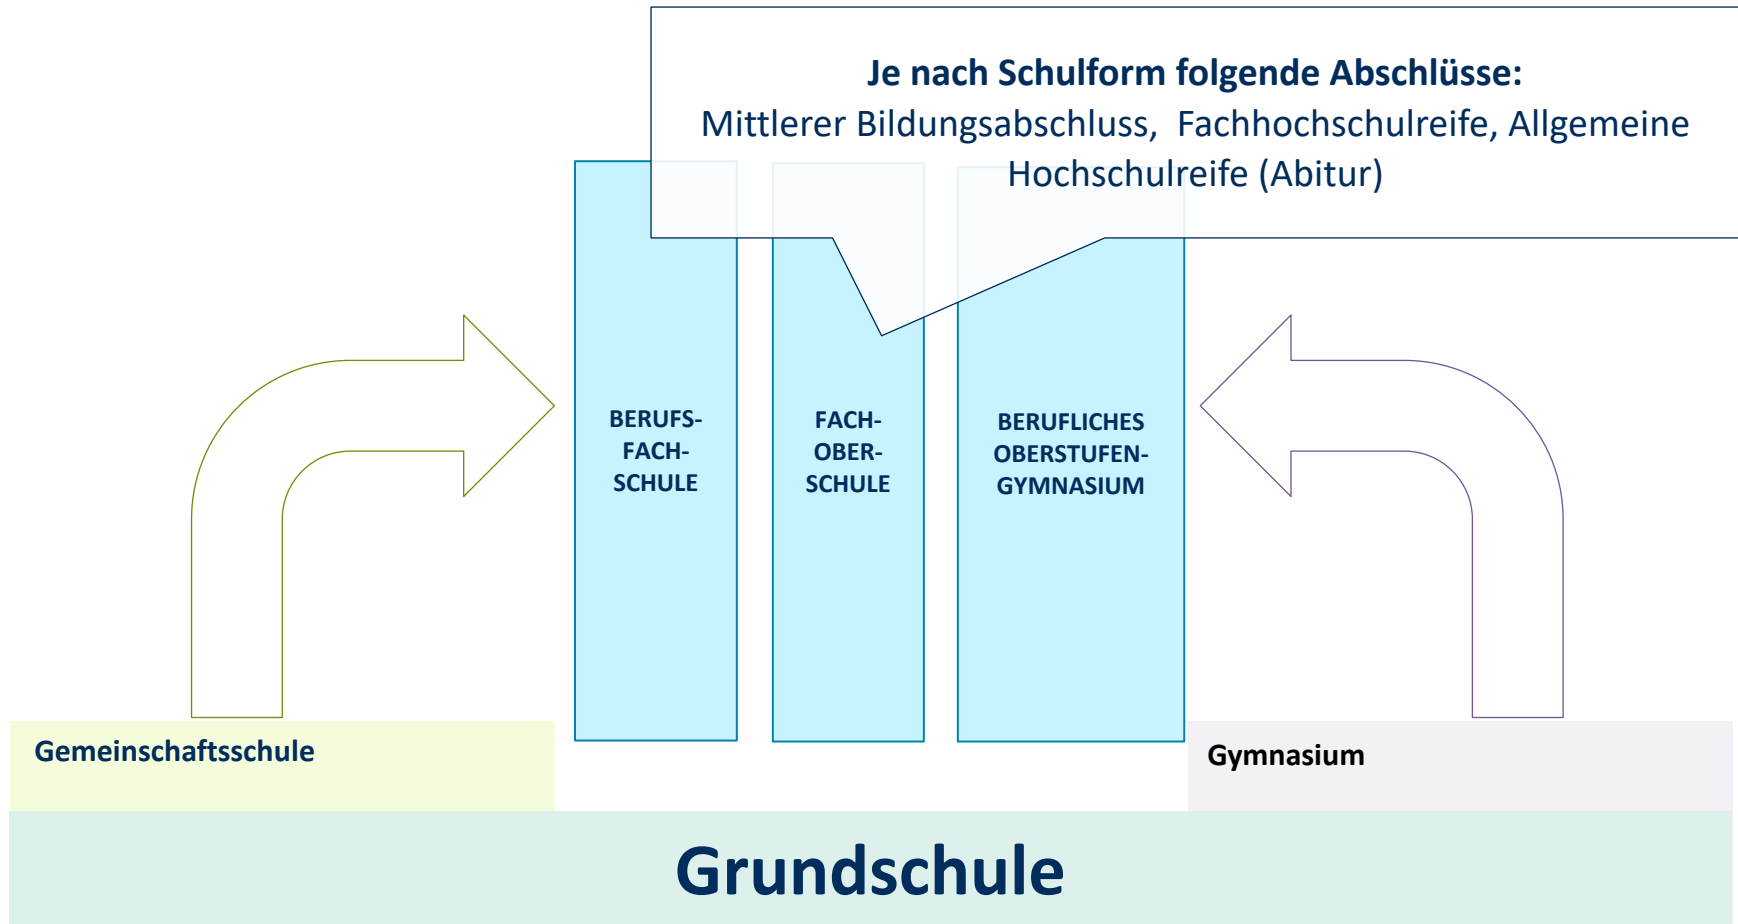 Je nach Schulform folgende Abschlüsse:
Mittlerer Bildungsabschluss, Fachhochschulreife, Allgemeine
Hochschulreife (Abitur)
BERUFS-
FACH-
SCHULE
FACH-
OBER-
SCHULE
BERUFLICHES
OBERSTUFEN-
GYMNASIUM
Gemeinschaftsschule
Gymnasium
Grundschule